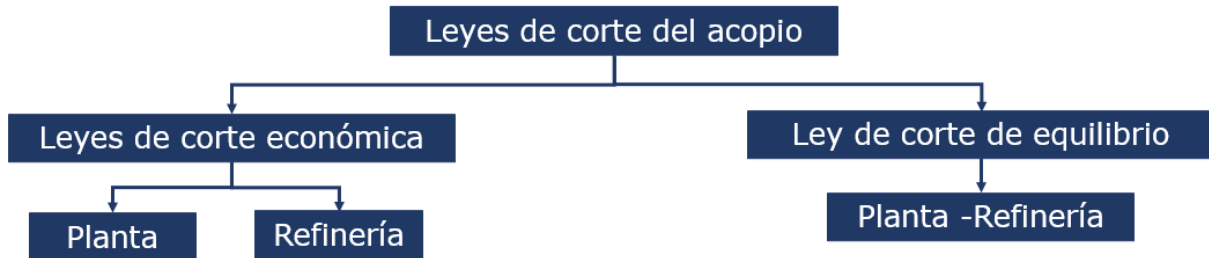 Leyes de corte del acopio
Leyes de corte económica
Ley de corte de equilibrio
Planta
Refinería
Planta -Refinería